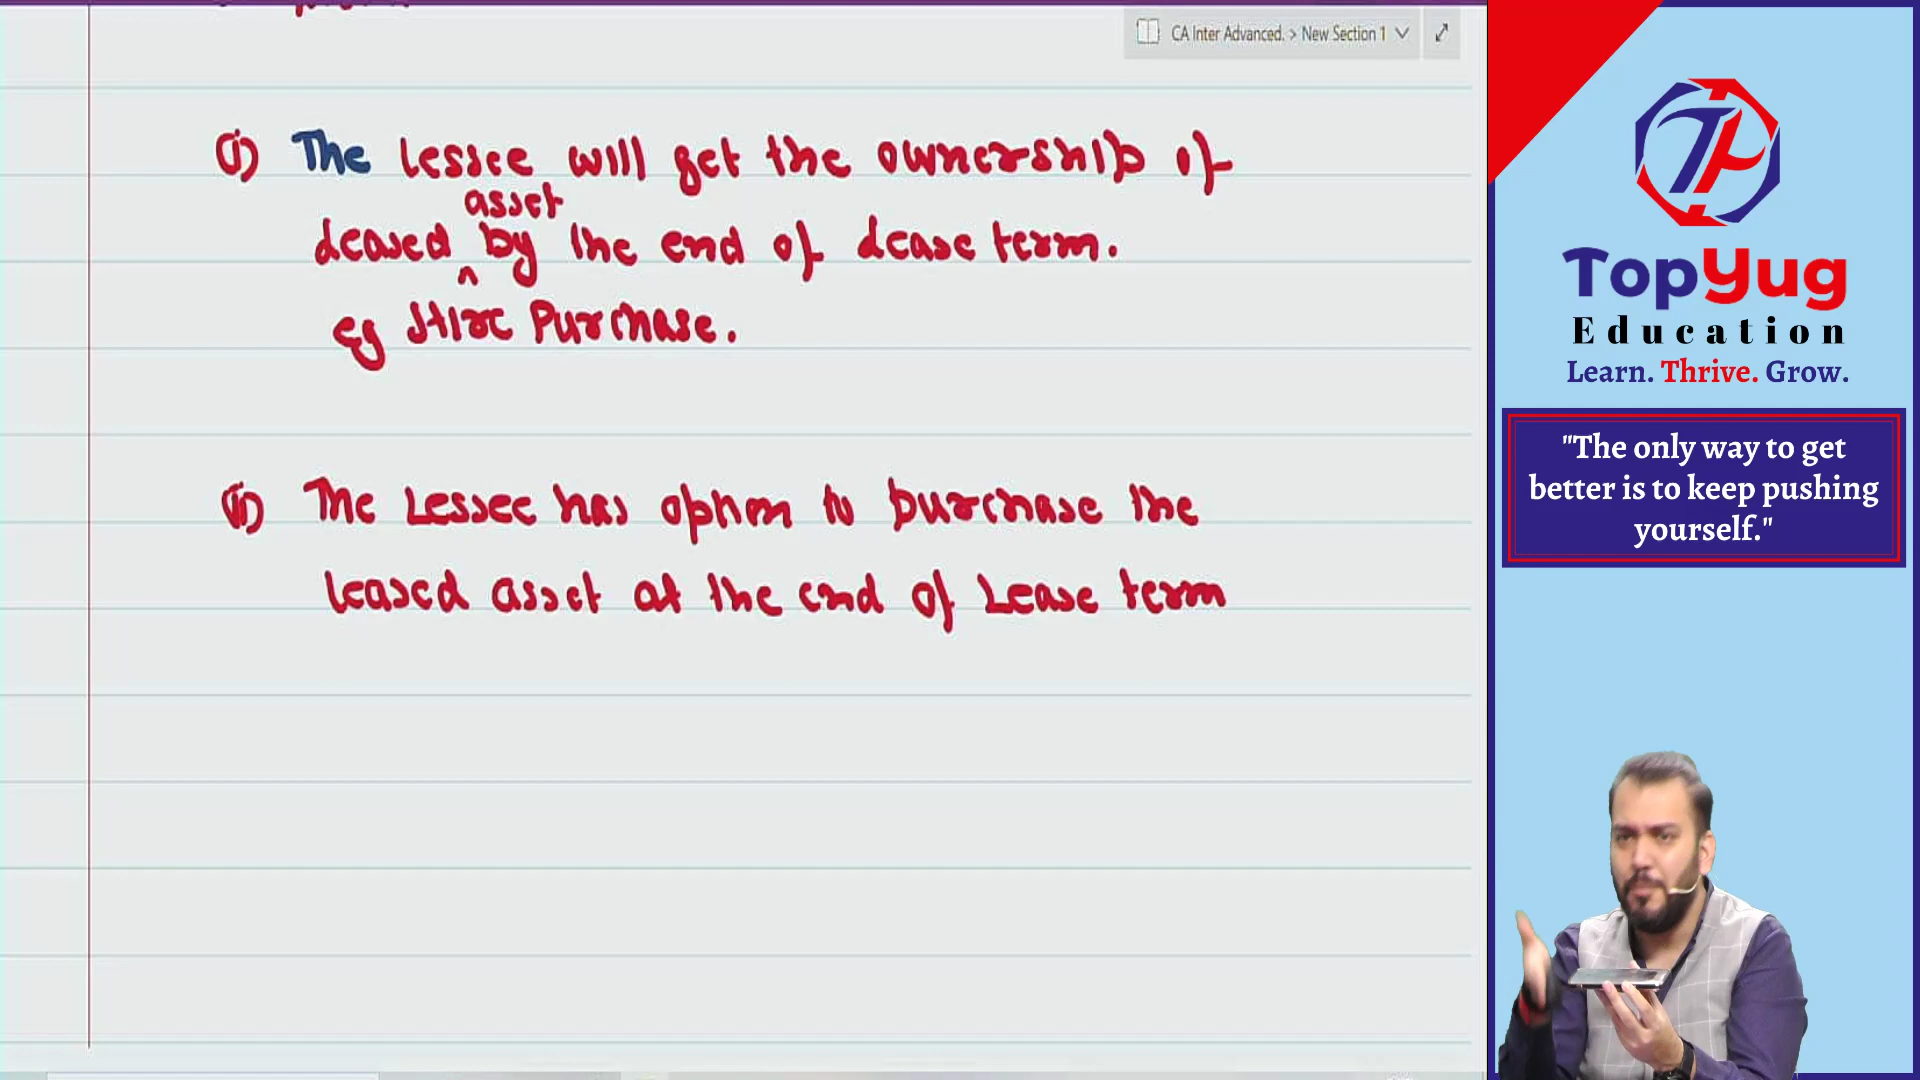 CA Inter Advanced. > New Section 1
(i) The lessee will get the ownership of
leased asset by the end of lease term.
eg Hire Purchase.
(ii) The Lessee has option to purchase the
leased asset at the end of Lease term
TopYug
Education
Learn. Thrive. Grow.
"The only way to get
better is to keep pushing
yourself."